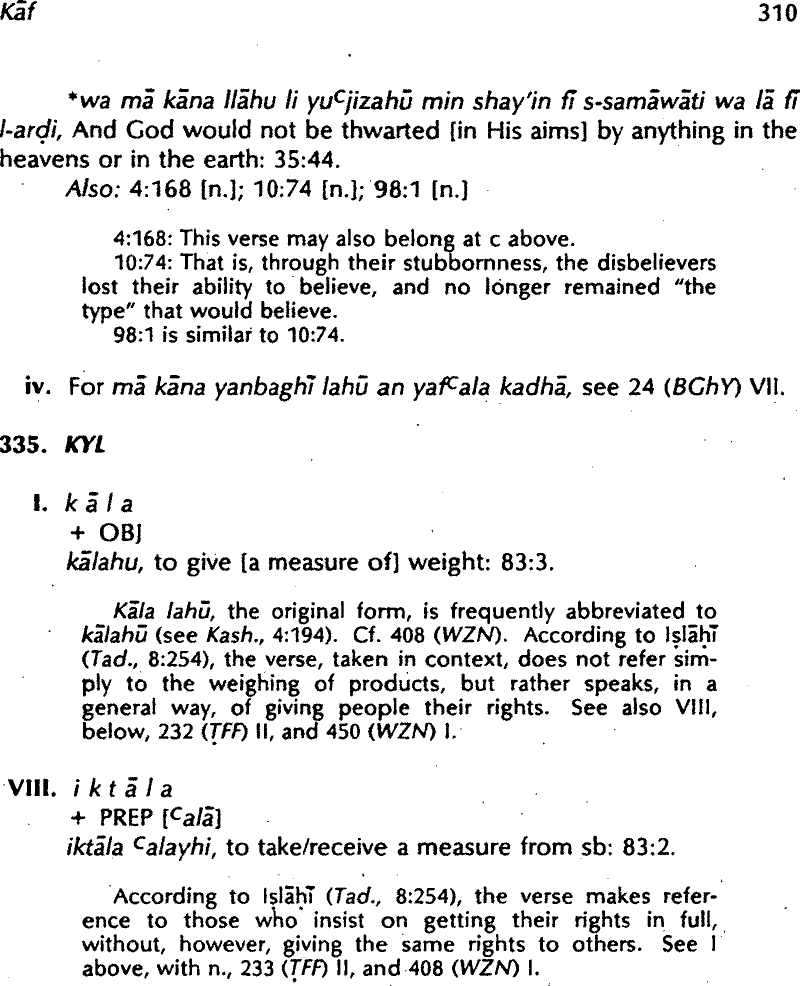 Kāf 310
*wa mā kāna llāhu li yuᶜjizahū min shay'in fī s-samāwāti wa lā fī
l-arḍi, And God would not be thwarted [in His aims] by anything in the
heavens or in the earth: 35:44.
Also: 4:168 [n.]; 10:74 [n.]; 98:1 [n.]
4:168: This verse may also belong at c above.
10:74: That is, through their stubbornness, the disbelievers
lost their ability to believe, and no longer remained "the
type" that would believe.
98:1 is similar to 10:74.
iv. For mā kāna yanbaghī lahū an yafᶜala kadhā, see 24 (BGhY) VII.
335. KYL
I. k ā l a
+ OBJ
kālahu, to give [a measure of] weight: 83:3.
Kāla lahū, the original form, is frequently abbreviated to
kālahū (see Kash., 4:194). Cf. 408 (WZN). According to Iṣlāḥī
(Tad., 8:254), the verse, taken in context, does not refer sim-
ply to the weighing of products, but rather speaks, in a
general way, of giving people their rights. See also VIII,
below, 232 (ṬFF) II, and 450 (WZN) I.
VIII. i k t ā l a
+ PREP [ᶜalā]
iktāla ᶜalayhi, to take/receive a measure from sb: 83:2.
According to Iṣlāḥī (Tad., 8:254), the verse makes refer-
ence to those who insist on getting their rights in full,
without, however, giving the same rights to others. See I
above, with n., 233 (ṬFF) II, and 408 (WZN) I.